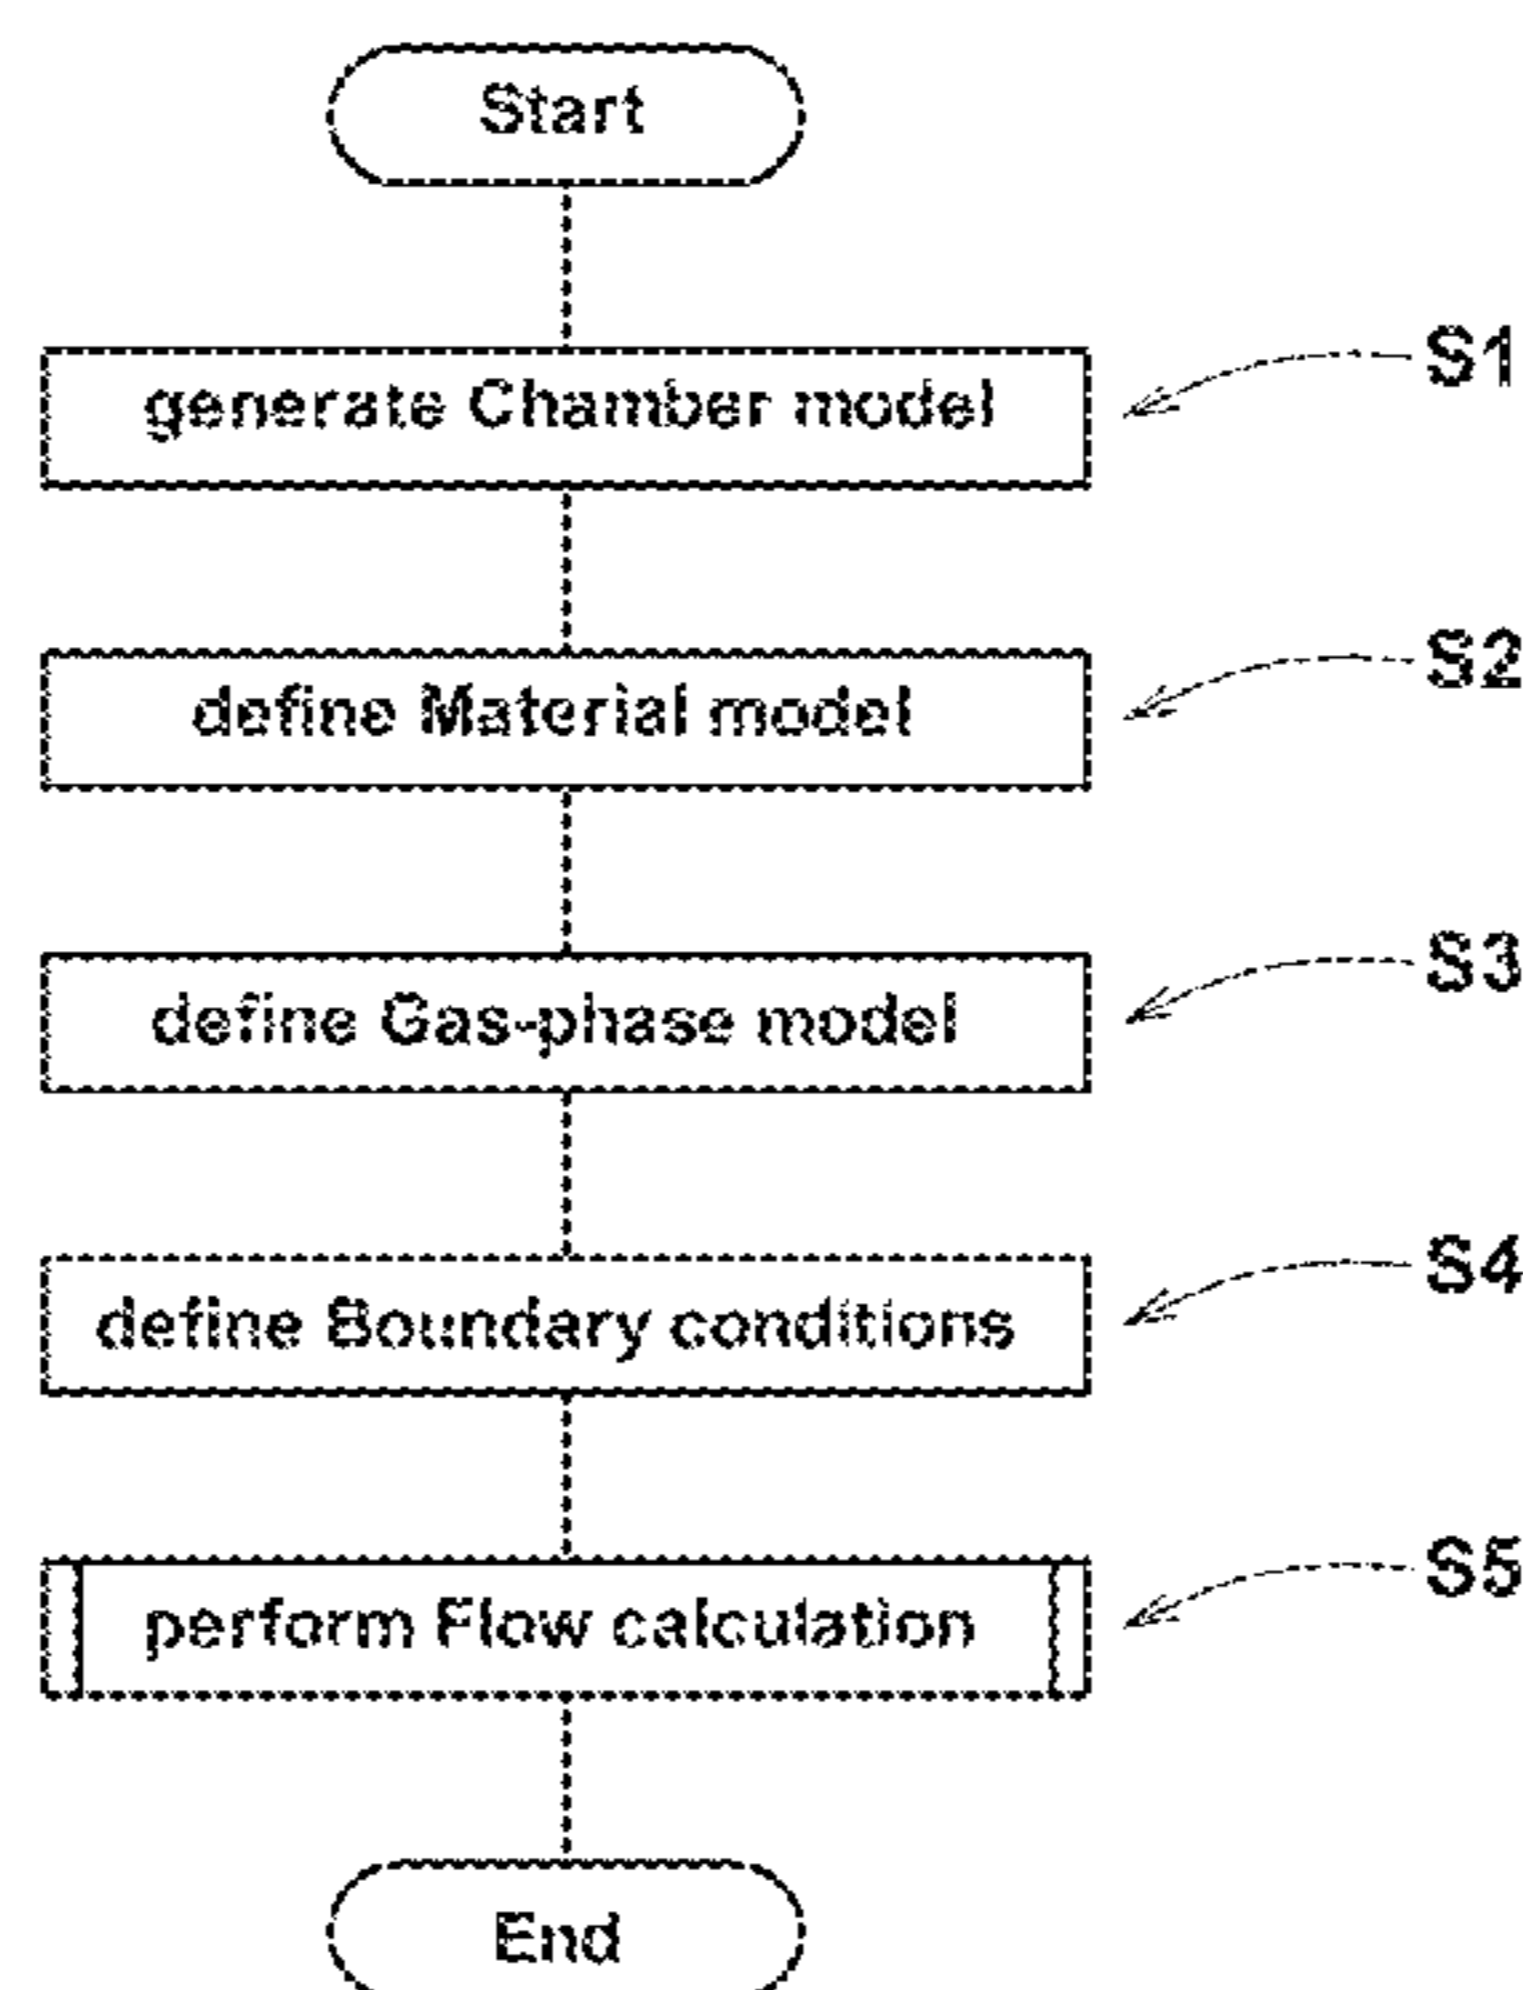 Start
generate Chamber model
S1
define Material model
S2
define Gas-phase model
S3
define Boundary conditions
S4
perform Flow calculation
S5
End